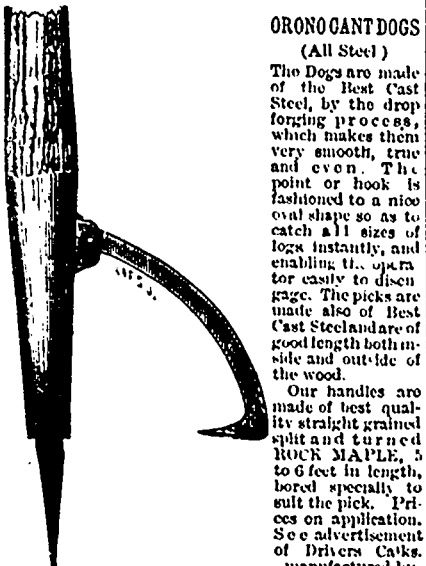 ORONO CANT DOGS
(All Steel)
The Dogs are made
of the Best Cast
Steel, by the drop
forging process,
which makes them
very smooth, true
and even. The
point or hook is
fashioned to a nice
oval shape so as to
catch all sizes of
logs instantly, and
enabling the opera
tor easily to disen
gage. The picks are
made also of Best
Cast Steel and are of
good length both in-
side and outside of
the wood.
Our handles are
made of best qual-
ity straight grained
split and turned
ROCK MAPLE, 5
to 6 feet in length,
bored specially to
suit the pick. Pri-
ces on application.
See advertisement
of Drivers Calks.
manufactured by